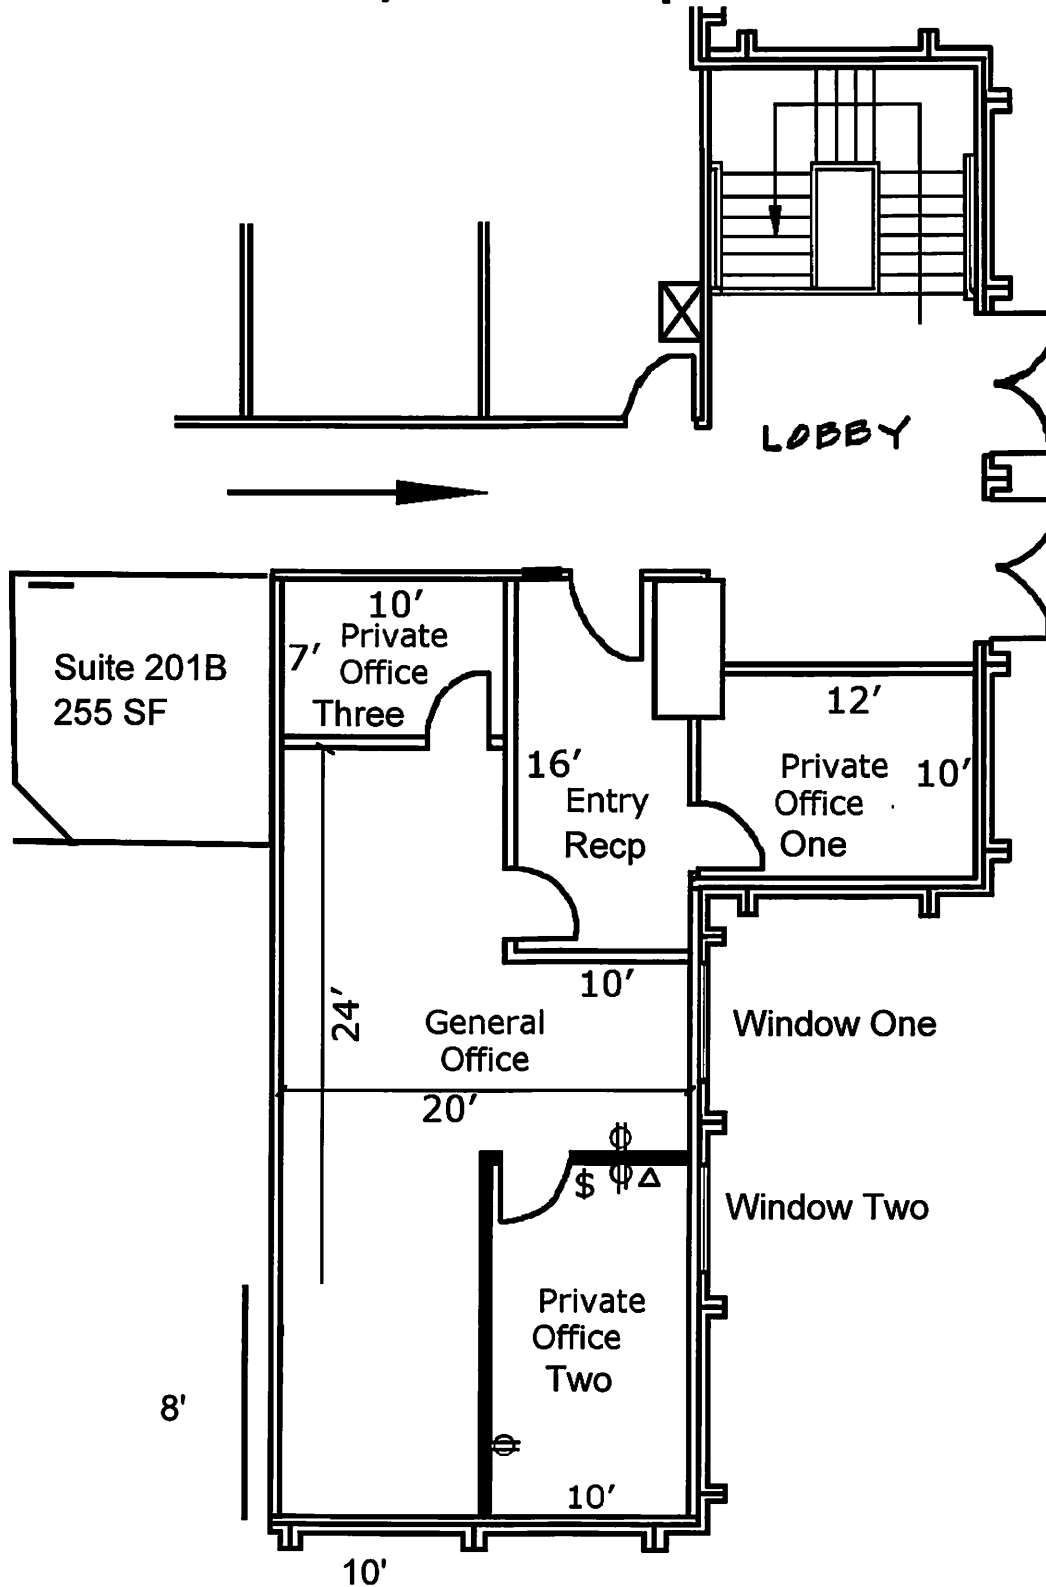 LOBBY
10'
7'
Private
Office
Three
Suite 201B
255 SF
12'
Private
Office
One
10'
16'
Entry
Recp
10'
24'
General
Office
20'
Window One
$
Window Two
Private
Office
Two
8'
10'
10'